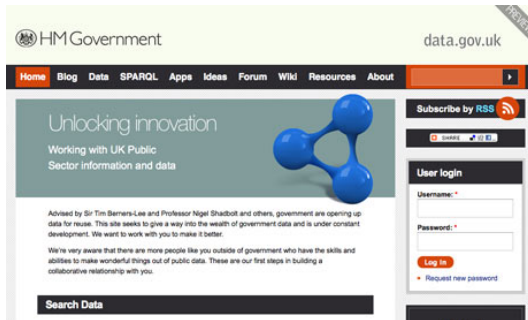 PREVIEW
HM Government
data.gov.uk
Home Blog Data SPARQL Apps Ideas Forum Wiki Resources About
Unlocking innovation
Working with UK Public
Sector information and data
Subscribe by RSS
SHARE
User login
Username: *
Password: *
Log in
Request new password
Advised by Sir Tim Berners-Lee and Professor Nigel Shadbolt and others, government are opening up
data for reuse. This site seeks to give a way into the wealth of government data and is under constant
development. We want to work with you to make it better.
We're very aware that there are more people like you outside of government who have the skills and
abilities to make wonderful things out of public data. These are our first steps in building a
collaborative relationship with you.
Search Data